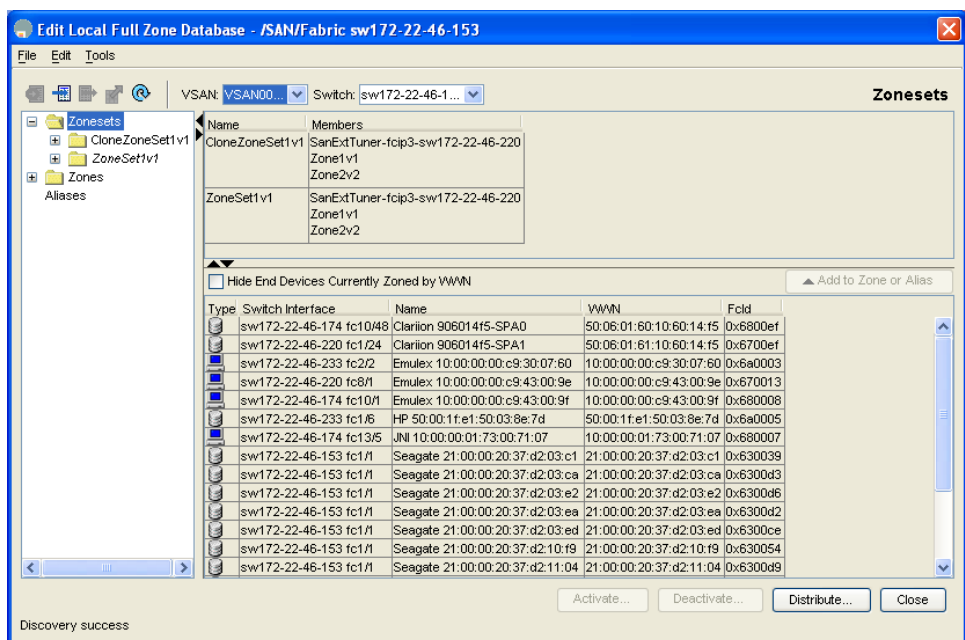 Edit Local Full Zone Database - /SAN/Fabric sw172-22-46-153
File Edit Tools
VSAN: VSAN00... Switch: sw172-22-46-1... Zonesets
Zonesets
CloneZoneSet1v1
ZoneSet1v1
Zones
Aliases
Name Members
CloneZoneSet1v1 SanExtTuner-fcip3-sw172-22-46-220
Zone1v1
Zone2v2
ZoneSet1v1 SanExtTuner-fcip3-sw172-22-46-220
Zone1v1
Zone2v2
Hide End Devices Currently Zoned by WWN Add to Zone or Alias
Type Switch Interface Name WWN FcId
sw172-22-46-174 fc10/48 Clariion 906014f5-SPA0 50:06:01:60:10:60:14:f5 0x6800ef
sw172-22-46-220 fc1/24 Clariion 906014f5-SPA1 50:06:01:61:10:60:14:f5 0x6700ef
sw172-22-46-233 fc2/2 Emulex 10:00:00:00:c9:30:07:60 10:00:00:00:c9:30:07:60 0x6a0003
sw172-22-46-220 fc8/1 Emulex 10:00:00:00:c9:43:00:9e 10:00:00:00:c9:43:00:9e 0x670013
sw172-22-46-174 fc10/1 Emulex 10:00:00:00:c9:43:00:9f 10:00:00:00:c9:43:00:9f 0x680008
sw172-22-46-233 fc1/6 HP 50:00:1f:e1:50:03:8e:7d 50:00:1f:e1:50:03:8e:7d 0x6a0005
sw172-22-46-174 fc13/5 JNI 10:00:00:01:73:00:71:07 10:00:00:01:73:00:71:07 0x680007
sw172-22-46-153 fc1/1 Seagate 21:00:00:20:37:d2:03:c1 21:00:00:20:37:d2:03:c1 0x630039
sw172-22-46-153 fc1/1 Seagate 21:00:00:20:37:d2:03:ca 21:00:00:20:37:d2:03:ca 0x6300d3
sw172-22-46-153 fc1/1 Seagate 21:00:00:20:37:d2:03:e2 21:00:00:20:37:d2:03:e2 0x6300d6
sw172-22-46-153 fc1/1 Seagate 21:00:00:20:37:d2:03:ea 21:00:00:20:37:d2:03:ea 0x6300d2
sw172-22-46-153 fc1/1 Seagate 21:00:00:20:37:d2:03:ed 21:00:00:20:37:d2:03:ed 0x6300ce
sw172-22-46-153 fc1/1 Seagate 21:00:00:20:37:d2:10:f9 21:00:00:20:37:d2:10:f9 0x630054
sw172-22-46-153 fc1/1 Seagate 21:00:00:20:37:d2:11:04 21:00:00:20:37:d2:11:04 0x6300d9
Activate... Deactivate... Distribute... Close
Discovery success